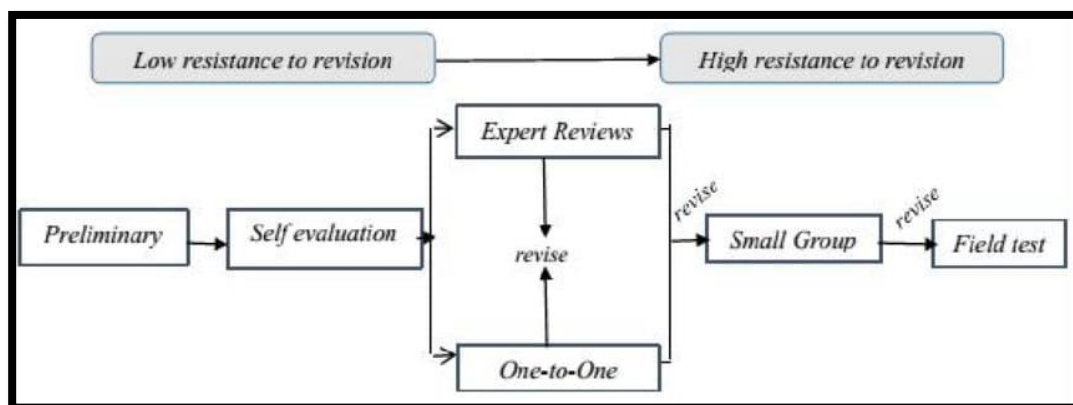 Low resistance to revision
High resistance to revision
Expert Reviews
Preliminary
Self evaluation
revise
revise
Small Group
revise
Field test
One-to-One